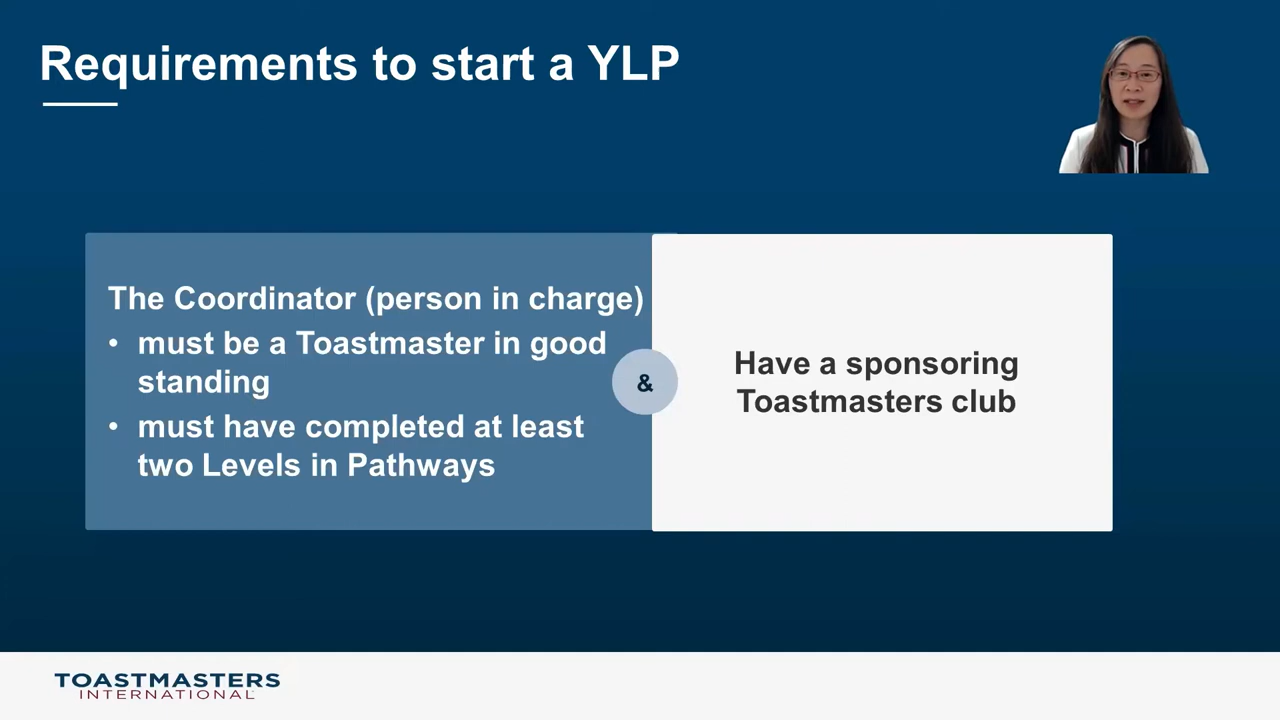 Requirements to start a YLP
The Coordinator (person in charge)
• must be a Toastmaster in good
standing
• must have completed at least
two Levels in Pathways
&
Have a sponsoring
Toastmasters club
TOASTMASTERS
INTERNATIONAL